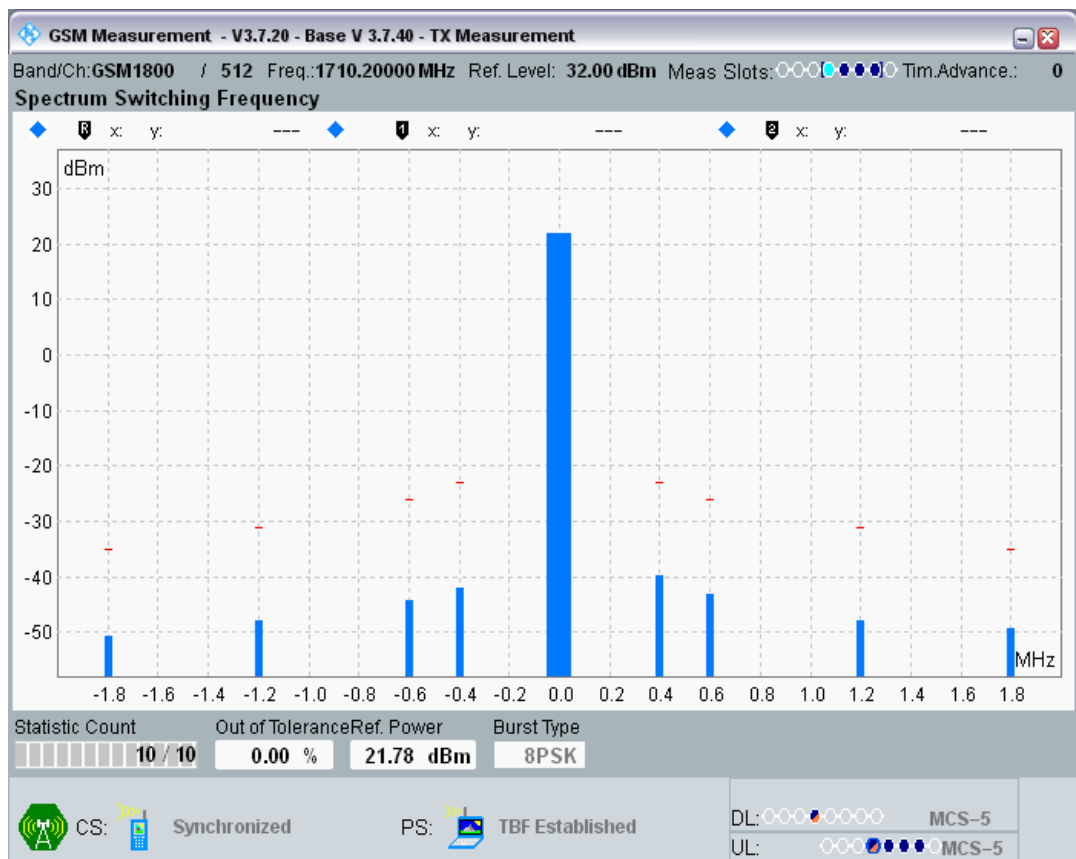 GSM Measurement - V3.7.20 - Base V 3.7.40 - TX Measurement
Band/Ch:GSM1800 / 512 Freq.:1710.20000 MHz Ref. Level: 32.00 dBm Meas Slots: Tim.Advance.: 0
Spectrum Switching Frequency
R x: y: --- 1 x: y: --- 2 x: y: ---
dBm
30
20
10
0
-10
-20
-30
-40
-50
MHz
-1.8 -1.6 -1.4 -1.2 -1.0 -0.8 -0.6 -0.4 -0.2 0.0 0.2 0.4 0.6 0.8 1.0 1.2 1.4 1.6 1.8
Statistic Count Out of Tolerance Ref. Power Burst Type
10 / 10 0.00 % 21.78 dBm 8PSK
CS: Synchronized PS: TBF Established
DL: MCS-5
UL: MCS-5